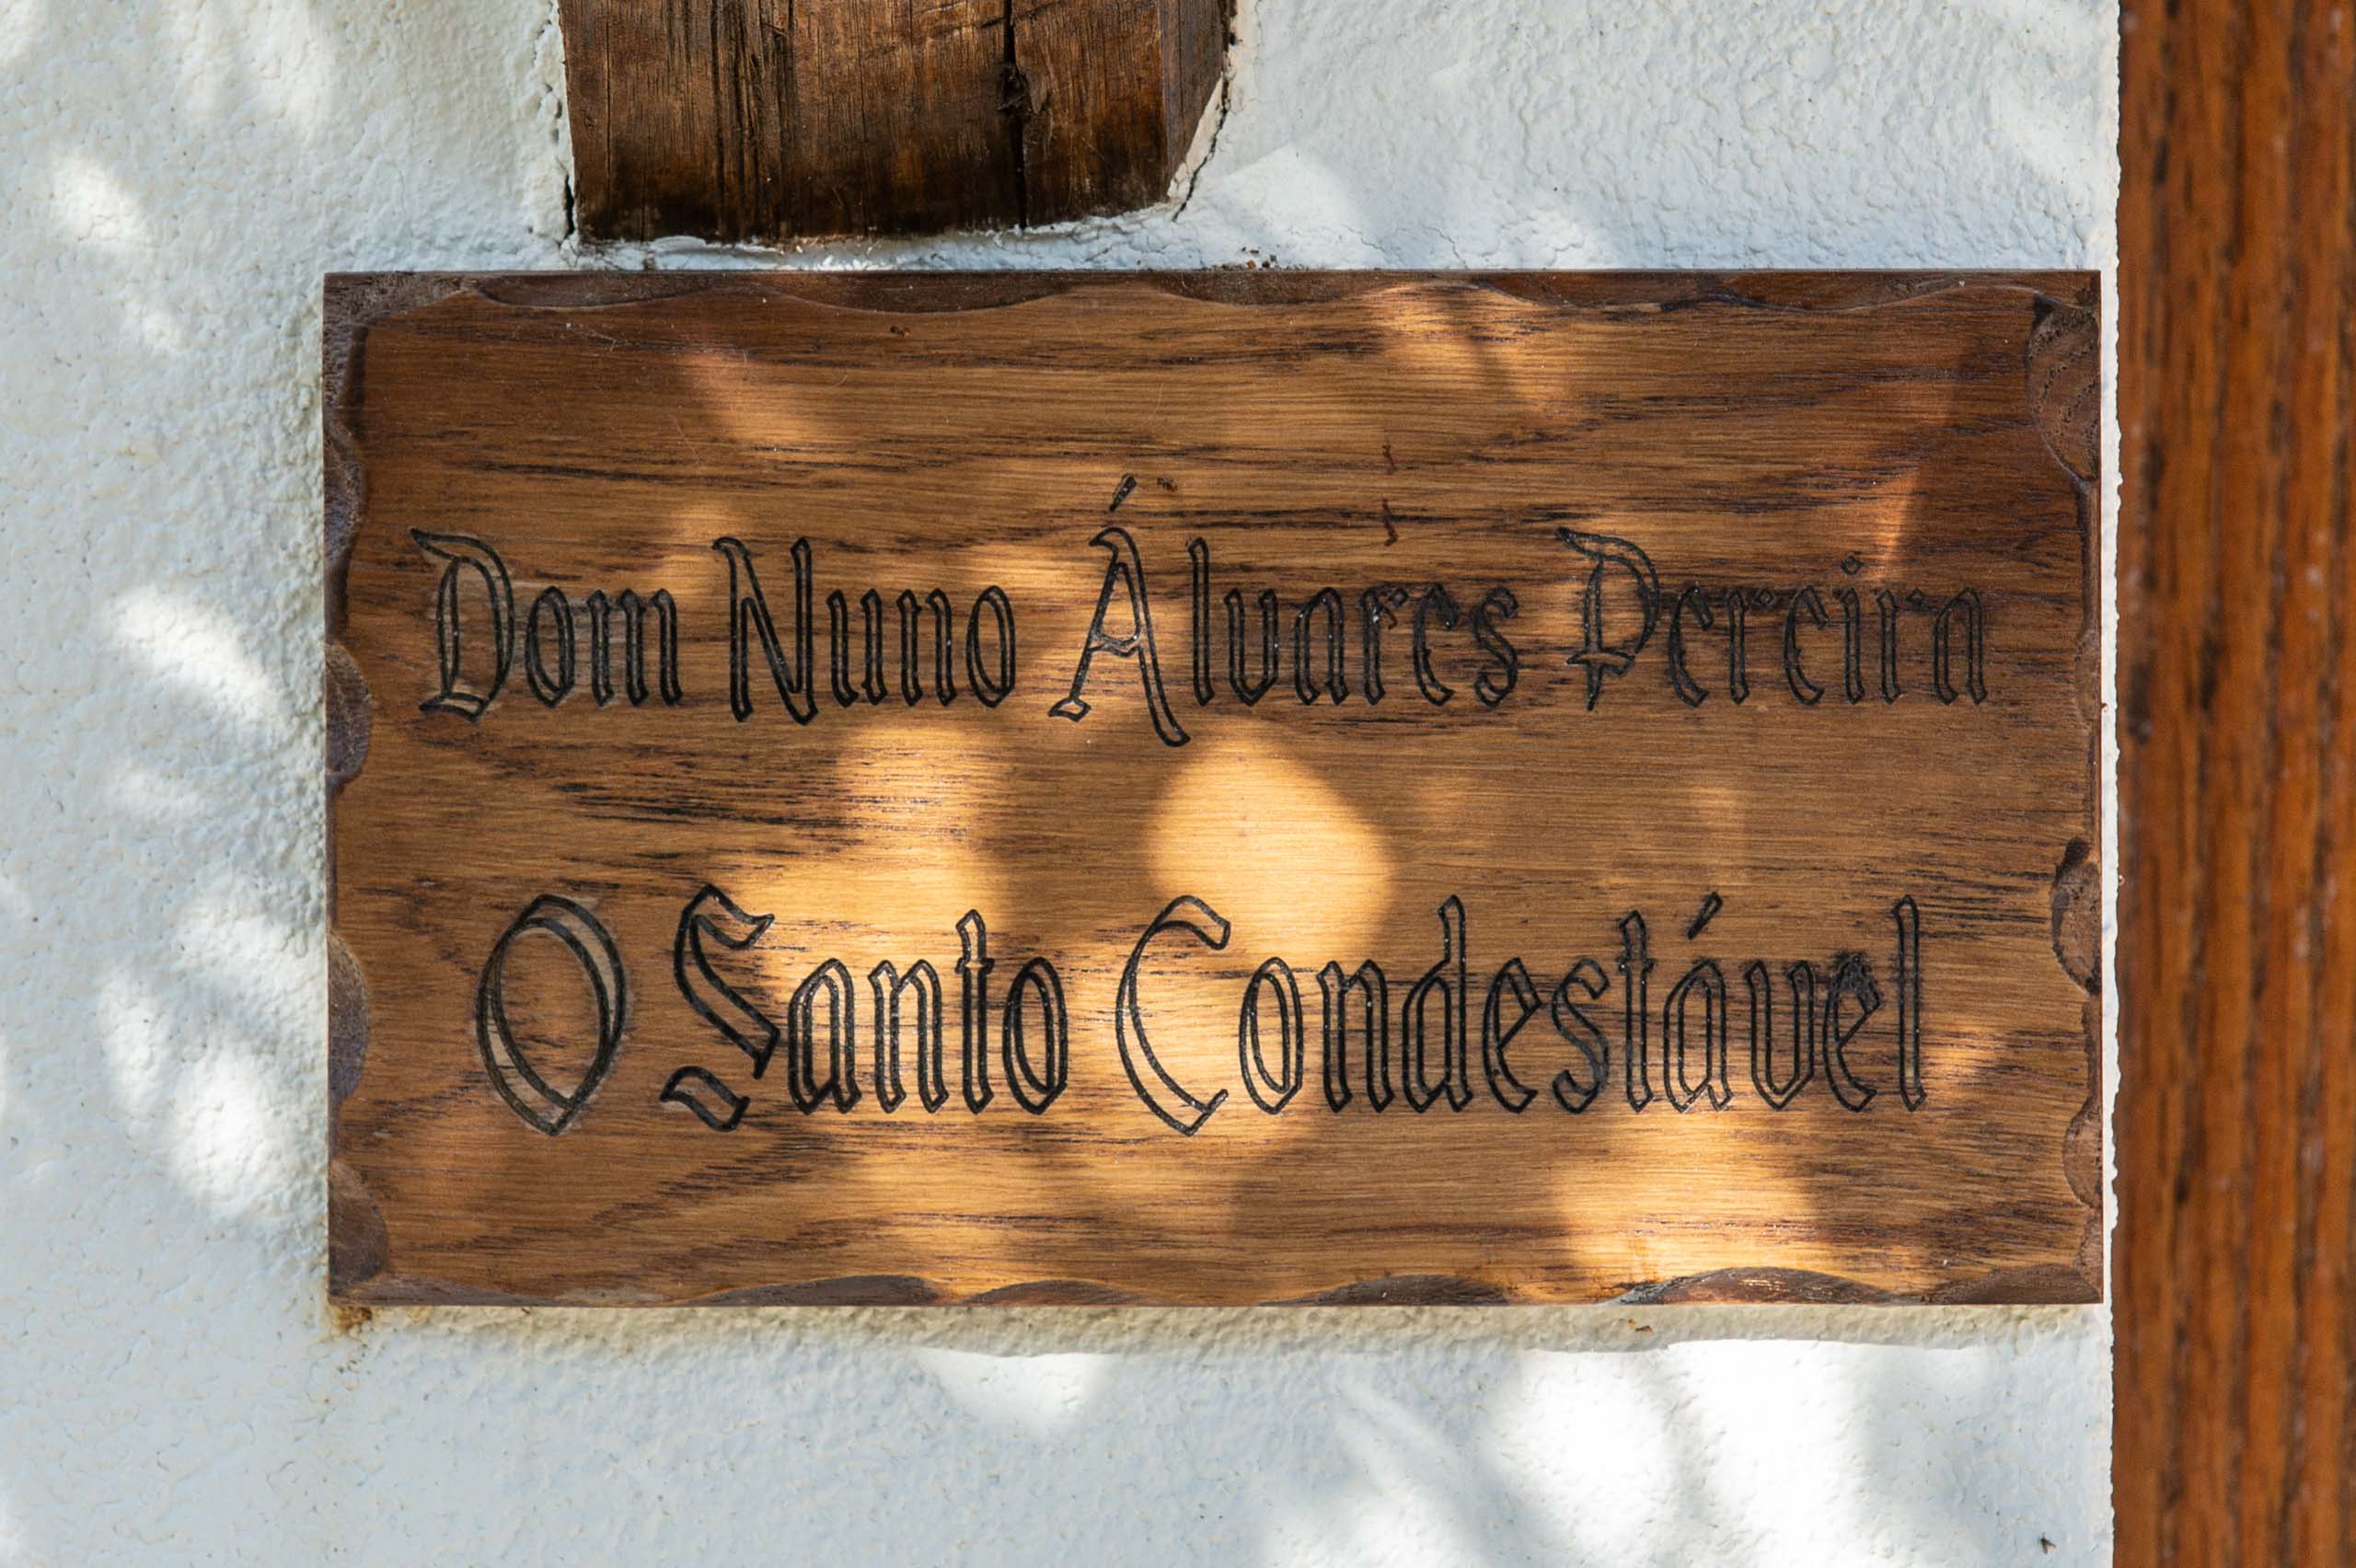 Dom Nuno Álvares Pereira
O Santo Condestável